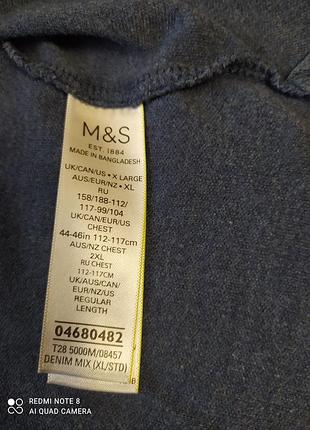 M&S
EST. 1884
MADE IN BANGLADESH
UK/CAN/US • X LARGE
AUS/EUR/NZ • XL
RU
158/188-112/
117-99/104
UK/CAN/EUR/US
CHEST
44-46in 112-117cm
AUS/NZ CHEST
2XL
RU CHEST
112-117CM
UK/AUS/CAN/
EUR/NZ/US
REGULAR
LENGTH
04680482
T28 5000M/08457
DENIM MIX (XL/STD)
REDMI NOTE 8
AI QUAD CAMERA